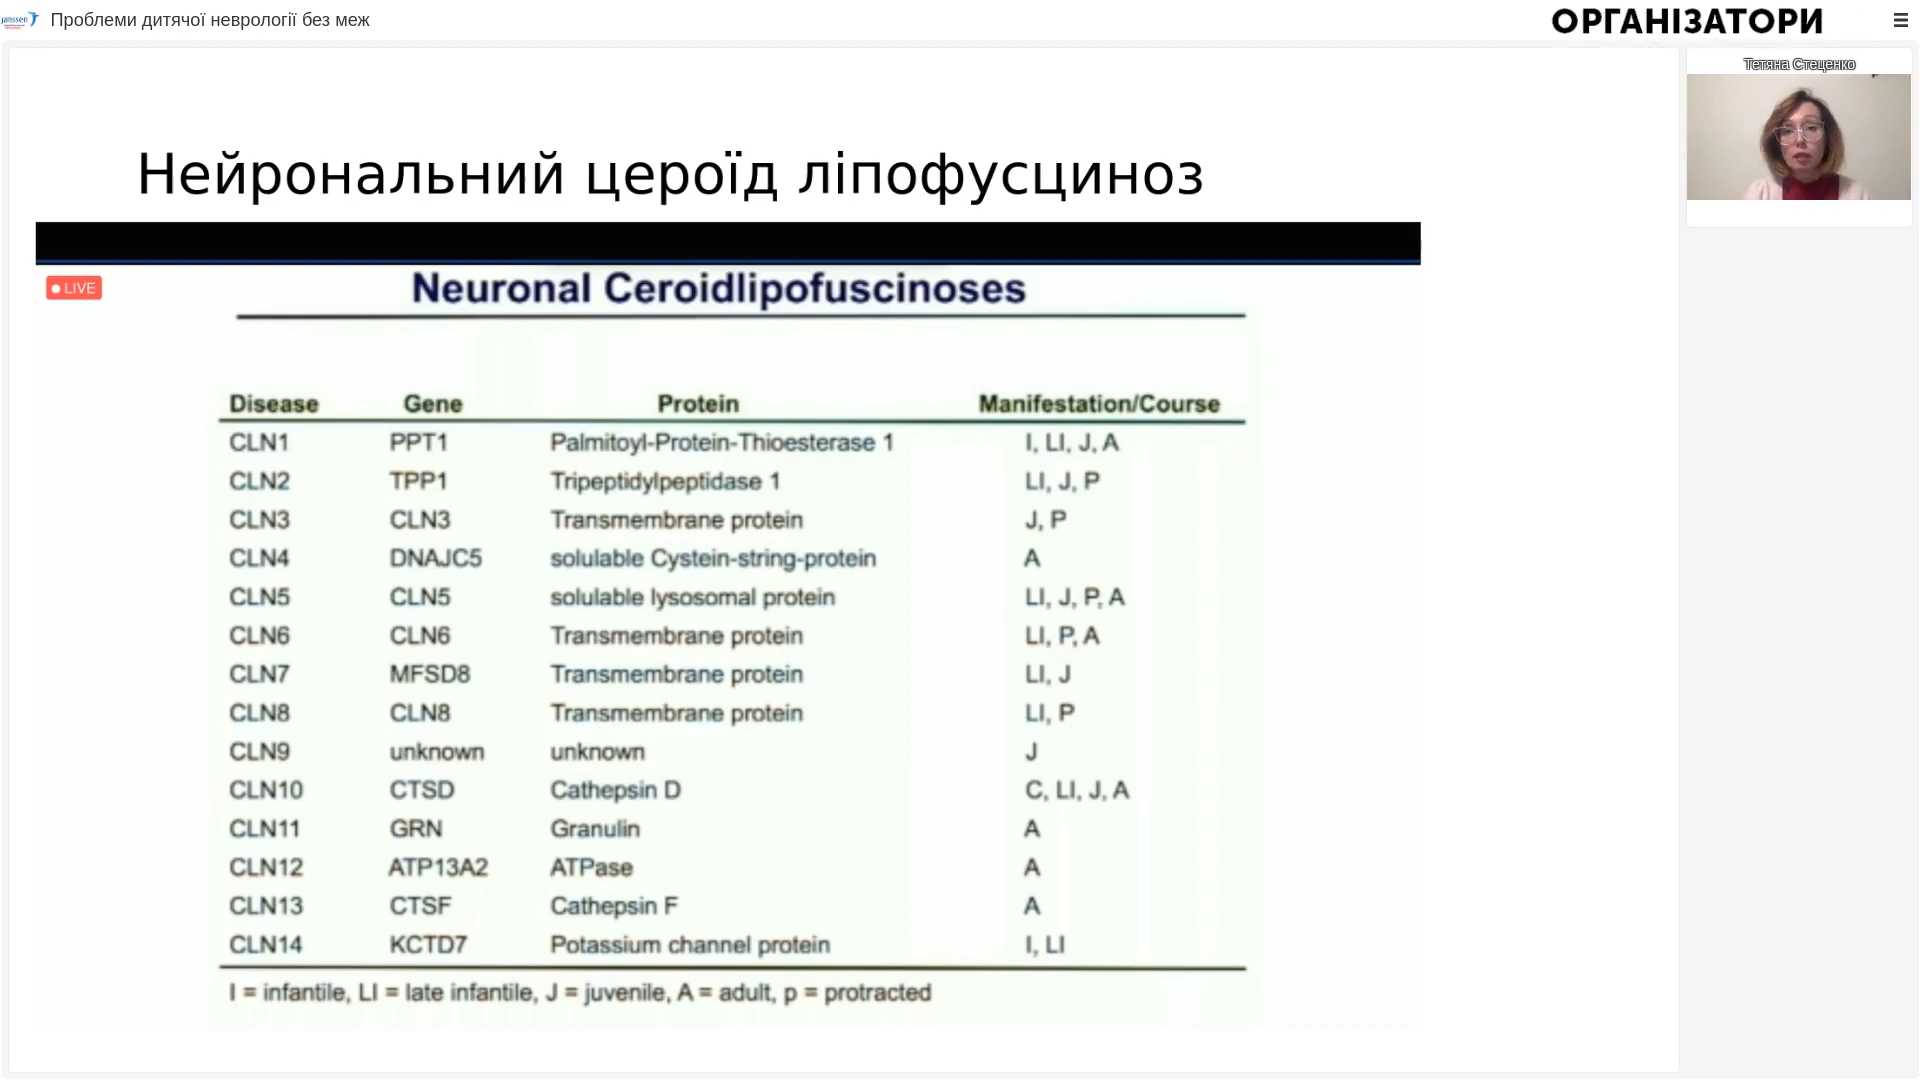 janssen
Проблеми дитячої неврології без меж
ОРГАНІЗАТОРИ
Тетяна Стеценко
Нейрональний цероїд ліпофусциноз
LIVE
Neuronal Ceroidlipofuscinoses
Disease Gene Protein Manifestation/Course
CLN1 PPT1 Palmitoyl-Protein-Thioesterase 1 I, LI, J, A
CLN2 TPP1 Tripeptidylpeptidase 1 LI, J, P
CLN3 CLN3 Transmembrane protein J, P
CLN4 DNAJC5 solulable Cystein-string-protein A
CLN5 CLN5 solulable lysosomal protein LI, J, P, A
CLN6 CLN6 Transmembrane protein LI, P, A
CLN7 MFSD8 Transmembrane protein LI, J
CLN8 CLN8 Transmembrane protein LI, P
CLN9 unknown unknown J
CLN10 CTSD Cathepsin D C, LI, J, A
CLN11 GRN Granulin A
CLN12 ATP13A2 ATPase A
CLN13 CTSF Cathepsin F A
CLN14 KCTD7 Potassium channel protein I, LI
I = infantile, LI = late infantile, J = juvenile, A = adult, p = protracted